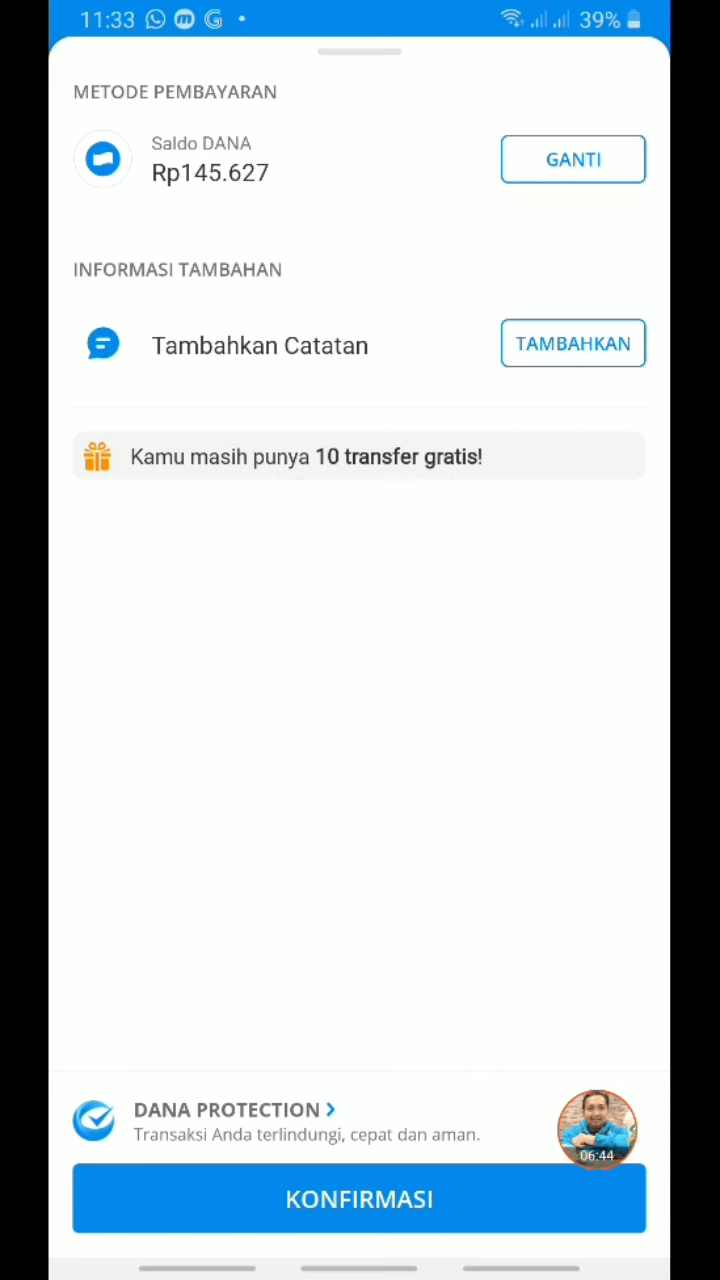 11:33
39%
METODE PEMBAYARAN
Saldo DANA
Rp145.627
GANTI
INFORMASI TAMBAHAN
Tambahkan Catatan
TAMBAHKAN
Kamu masih punya 10 transfer gratis!
DANA PROTECTION
Transaksi Anda terlindungi, cepat dan aman.
06:44
KONFIRMASI